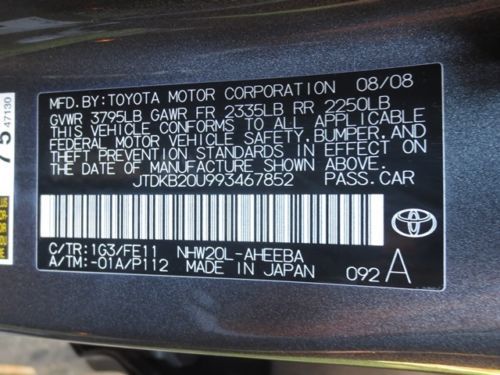 MFD.BY:TOYOTA MOTOR CORPORATION 08/08
GVWR 3795LB GAWR FR 2335LB RR 2250LB
THIS VEHICLE CONFORMS TO ALL APPLICABLE
FEDERAL MOTOR VEHICLE SAFETY, BUMPER, AND
THEFT PREVENTION STANDARDS IN EFFECT ON
THE DATE OF MANUFACTURE SHOWN ABOVE.
JTDKB20U993467852 PASS.CAR
C/TR:1G3/FE11 NHW20L-AHEEBA
A/TM:-01A/P112 MADE IN JAPAN 092 A
75 47130